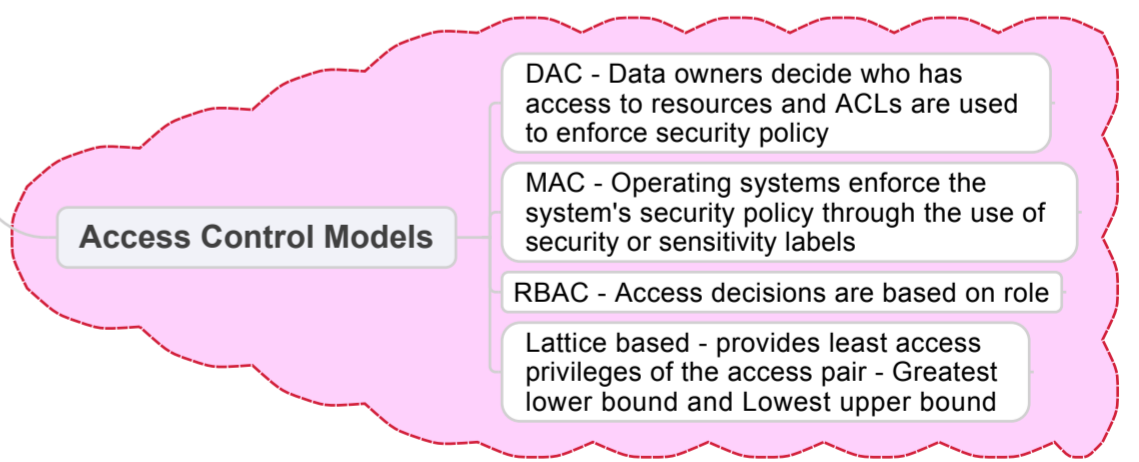 Access Control Models
DAC - Data owners decide who has
access to resources and ACLs are used
to enforce security policy
MAC - Operating systems enforce the
system's security policy through the use of
security or sensitivity labels
RBAC - Access decisions are based on role
Lattice based - provides least access
privileges of the access pair - Greatest
lower bound and Lowest upper bound